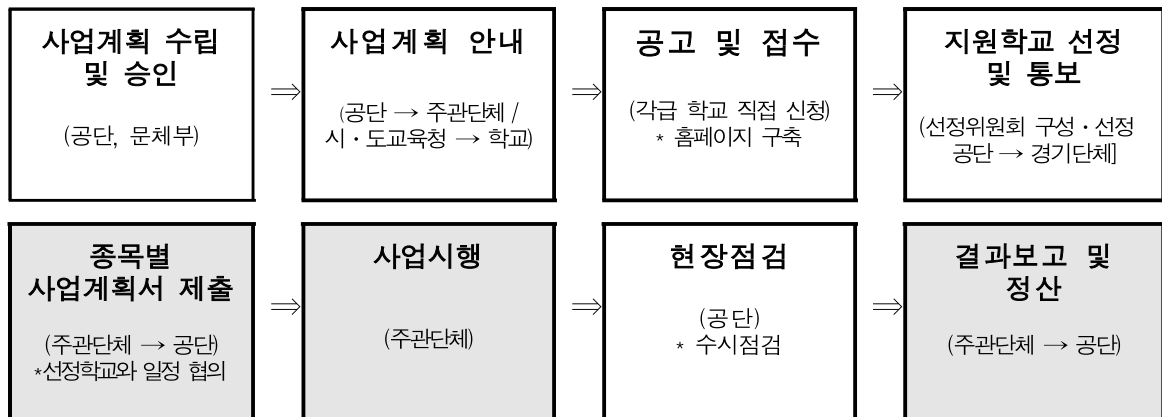 사업계획 수립
및 승인
(공단, 문체부)
⇒
사업계획 안내
(공단 → 주관단체 /
시·도교육청 → 학교)
⇒
공고 및 접수
(각급 학교 직접 신청)
* 홈페이지 구축
⇒
지원학교 선정
및 통보
(선정위원회 구성·선정
공단 → 경기단체]
종목별
사업계획서 제출
(주관단체 → 공단)
*선정학교와 일정 협의
⇒
사업시행
(주관단체)
⇒
현장점검
(공단)
* 수시점검
⇒
결과보고 및
정산
(주관단체 → 공단)